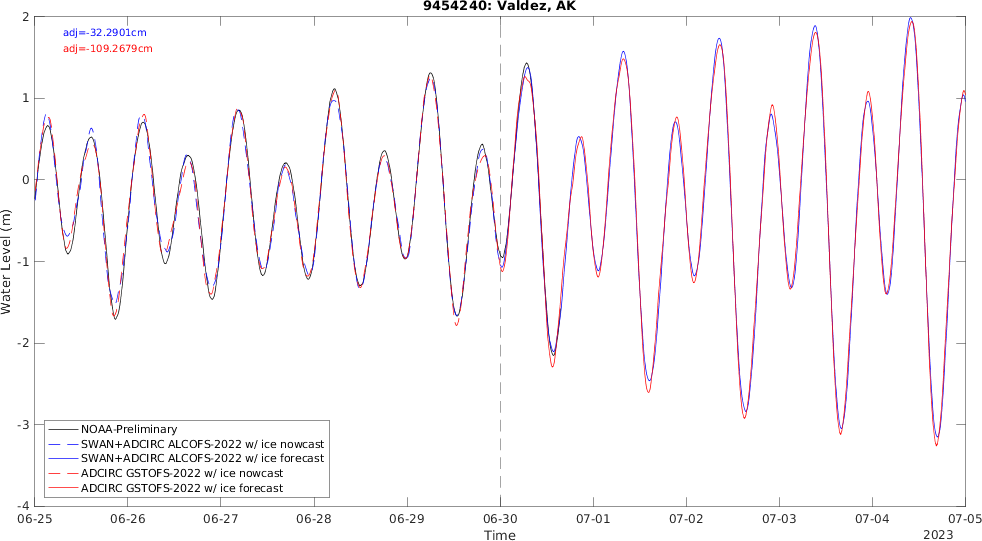 9454240: Valdez, AK
adj=-32.2901cm
adj=-109.2679cm
2
1
0
-1
-2
-3
-4
Water Level (m)
NOAA-Preliminary
SWAN+ADCIRC ALCOFS-2022 w/ ice nowcast
SWAN+ADCIRC ALCOFS-2022 w/ ice forecast
ADCIRC GSTOFS-2022 w/ ice nowcast
ADCIRC GSTOFS-2022 w/ ice forecast
06-25 06-26 06-27 06-28 06-29 06-30 07-01 07-02 07-03 07-04 07-05
Time
2023